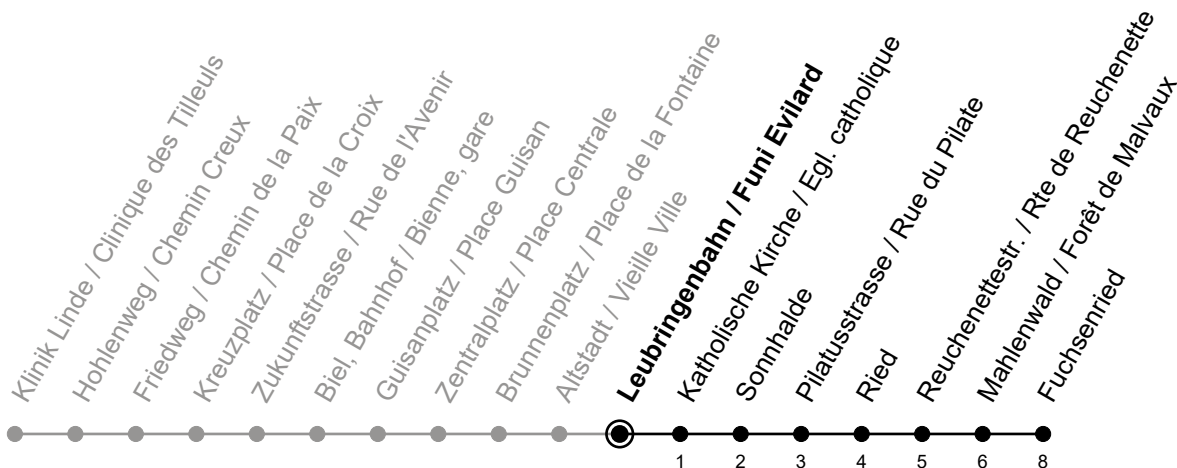 Klinik Linde / Clinique des Tilleuls
Hohlenweg / Chemin Creux
Friedweg / Chemin de la Paix
Kreuzplatz / Place de la Croix
Zukunftstrasse / Rue de l'Avenir
Biel, Bahnhof / Bienne, gare
Guisanplatz / Place Guisan
Zentralplatz / Place Centrale
Brunnenplatz / Place de la Fontaine
Altstadt / Vieille Ville
Leubringenbahn / Funi Evilard
Katholische Kirche / Egl. catholique
Sonnhalde
Pilatusstrasse / Rue du Pilate
Ried
Reuchenettestr. / Rte de Reuchenette
Mahlenwald / Forêt de Malvaux
Fuchsenried
1 2 3 4 5 6 8